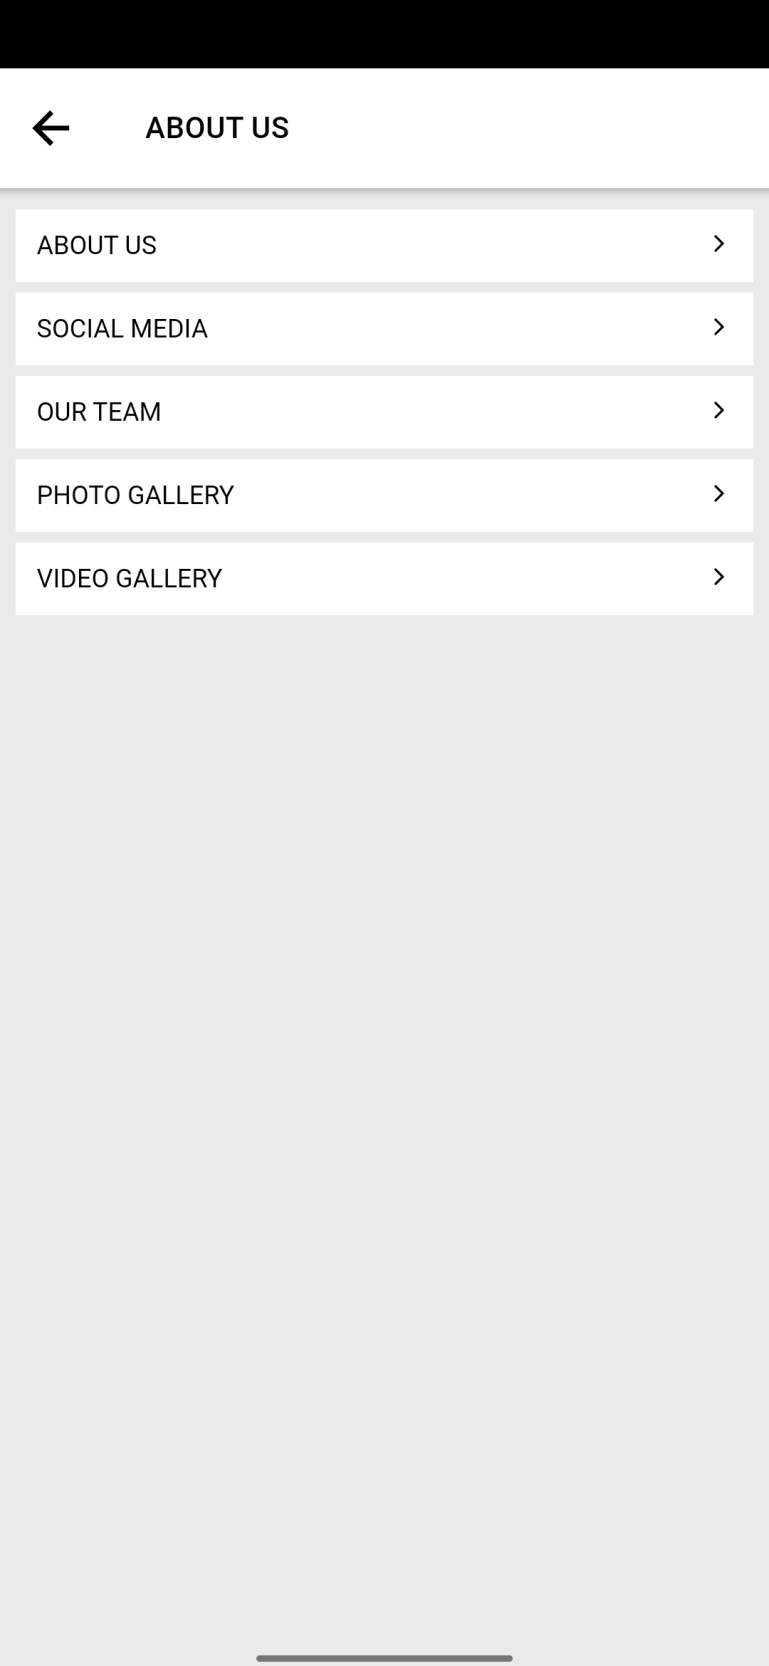 ABOUT US
ABOUT US
SOCIAL MEDIA
OUR TEAM
PHOTO GALLERY
VIDEO GALLERY